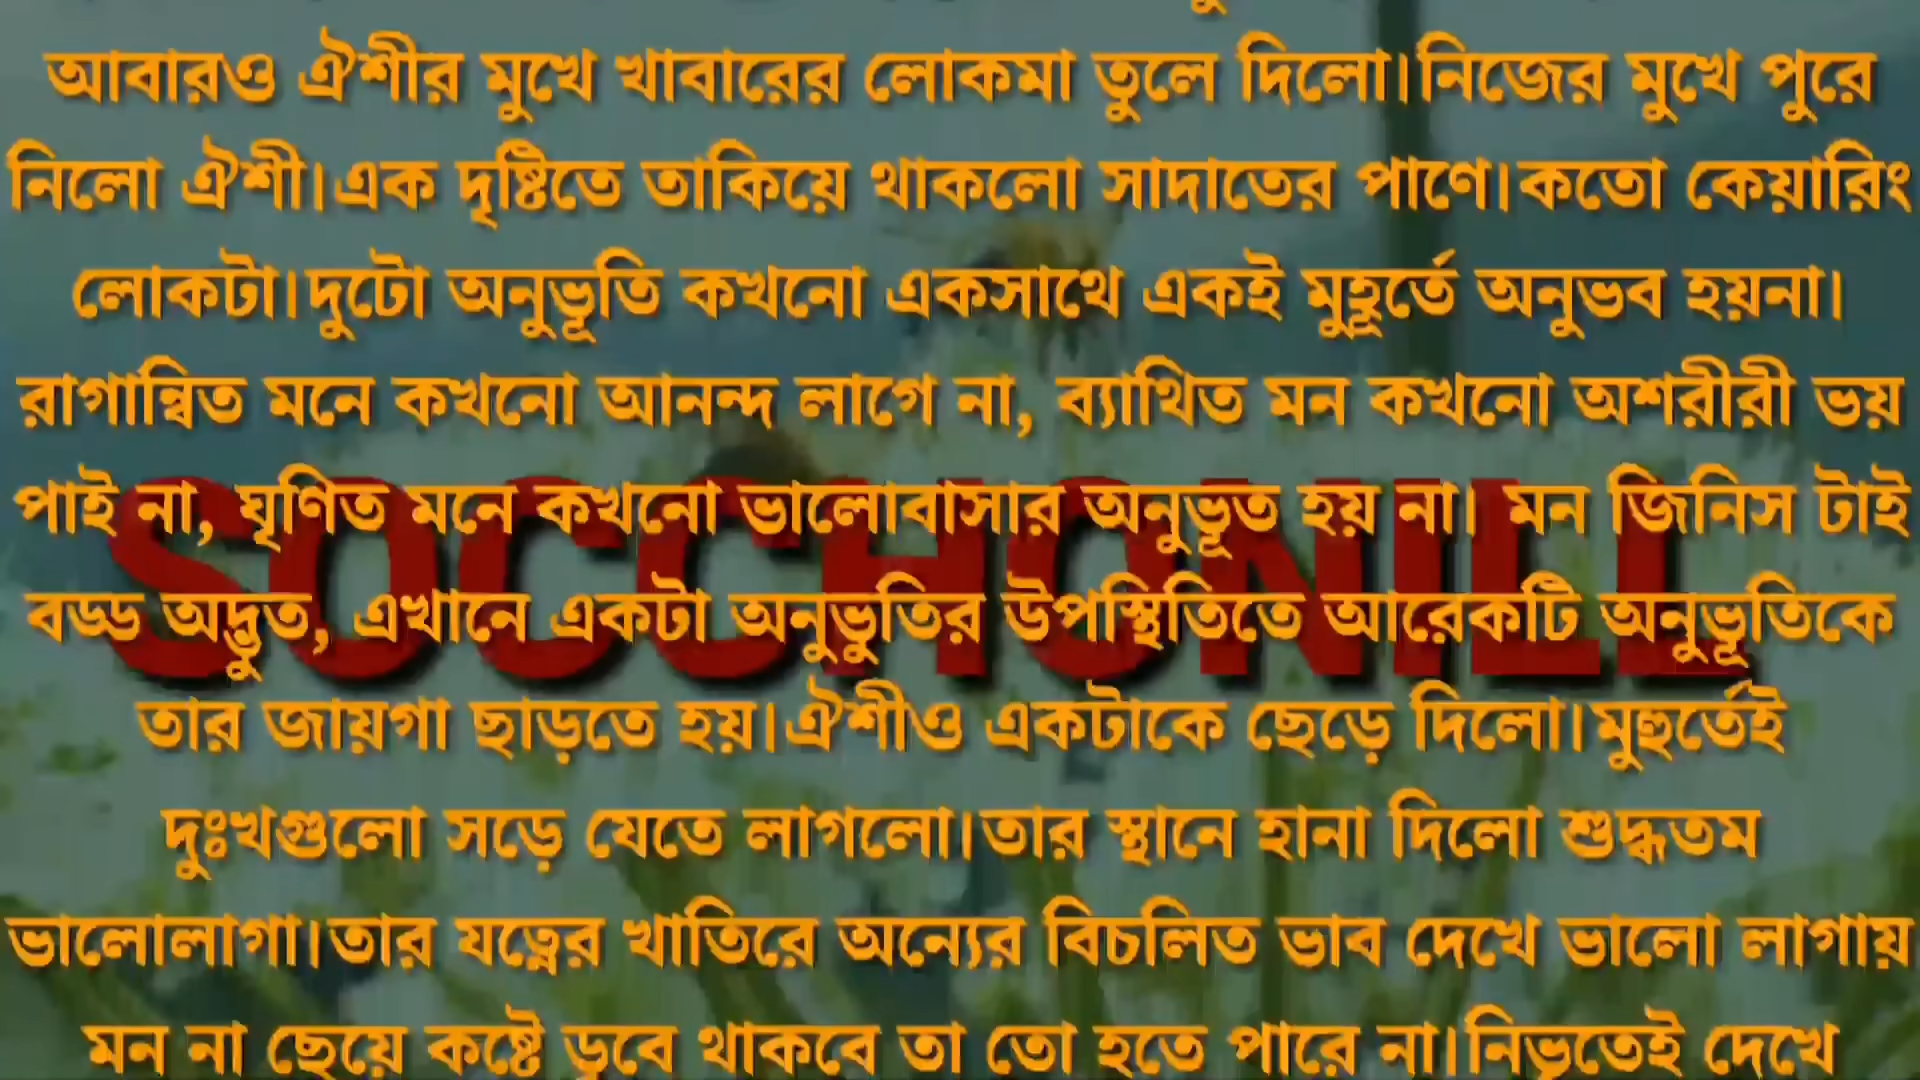 আবারও ঐশীর মুখে খাবারের লোকমা তুলে দিলো।নিজের মুখে পুরে
নিলো ঐশী।এক দৃষ্টিতে তাকিয়ে থাকলো সাদাতের পাণে।কতো কেয়ারিং
লোকটা।দুটো অনুভূতি কখনো একসাথে একই মুহূর্তে অনুভব হয়না।
রাগান্বিত মনে কখনো আনন্দ লাগে না, ব্যাথিত মন কখনো অশরীরী ভয়
পাই না, ঘৃণিত মনে কখনো ভালোবাসার অনুভূত হয় না। মন জিনিস টাই
SOCCHONILL
বড্ড অদ্ভুত, এখানে একটা অনুভুতির উপস্থিতিতে আরেকটি অনুভূতিকে
তার জায়গা ছাড়তে হয়।ঐশীও একটাকে ছেড়ে দিলো।মুহুর্তেই
দুঃখগুলো সড়ে যেতে লাগলো।তার স্থানে হানা দিলো শুদ্ধতম
ভালোলাগা।তার যত্নের খাতিরে অন্যের বিচলিত ভাব দেখে ভালো লাগায়
মন না ছেয়ে কষ্টে ডুবে থাকবে তা তো হতে পারে না।নিভৃতেই দেখে